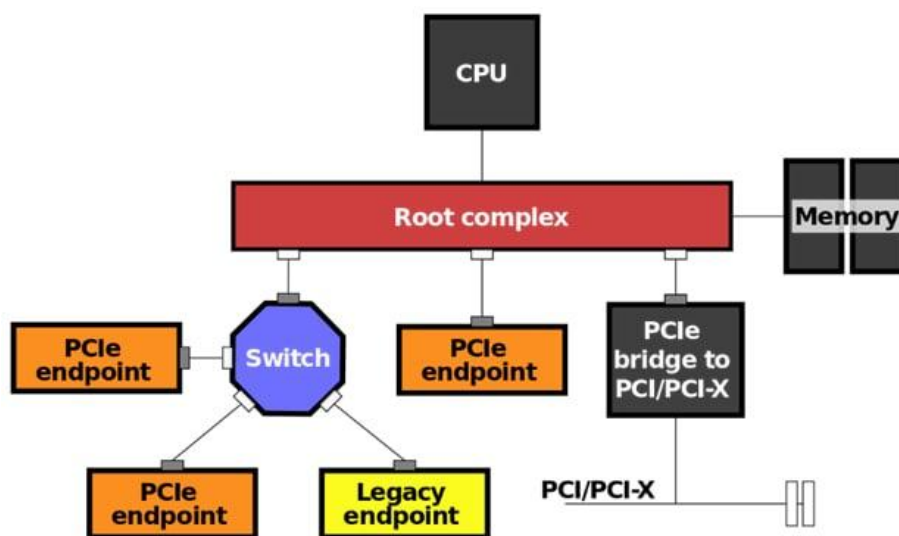 CPU
Root complex
Memory
PCIe
endpoint
Switch
PCIe
endpoint
PCIe
bridge to
PCI/PCI-X
PCIe
endpoint
Legacy
endpoint
PCI/PCI-X